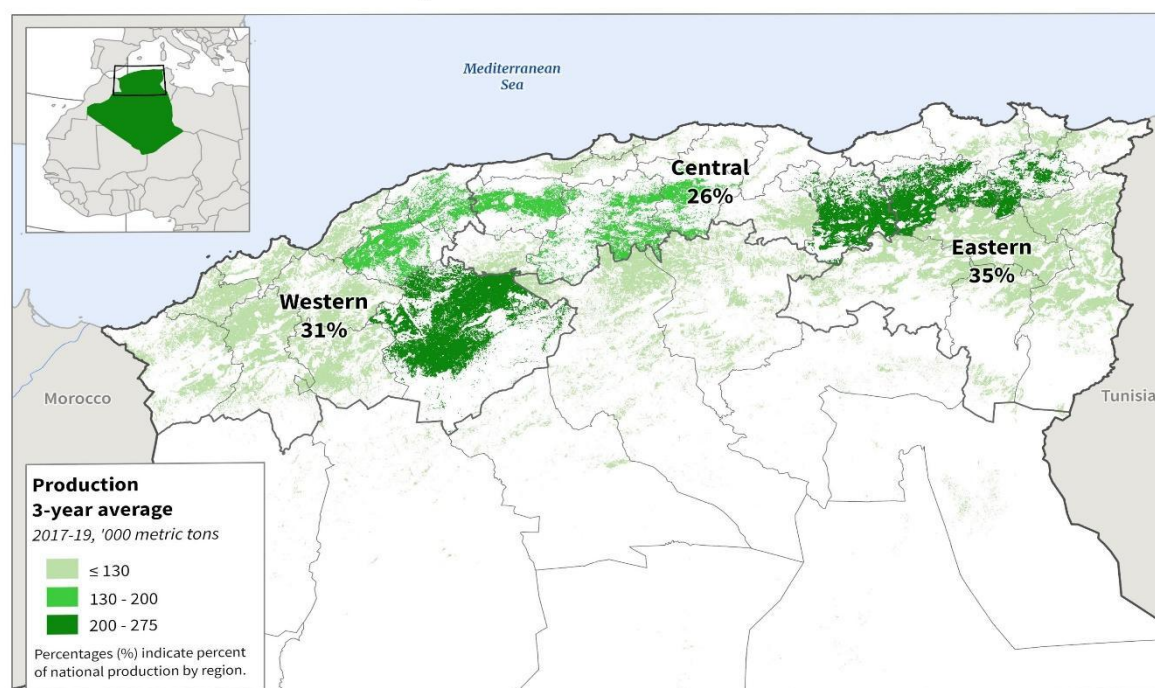 Mediterranean
Sea
Central
26%
Eastern
35%
Western
31%
Morocco
Tunisia
Production
3-year average
2017-19, '000 metric tons
≤ 130
130 - 200
200 - 275
Percentages (%) indicate percent
of national production by region.